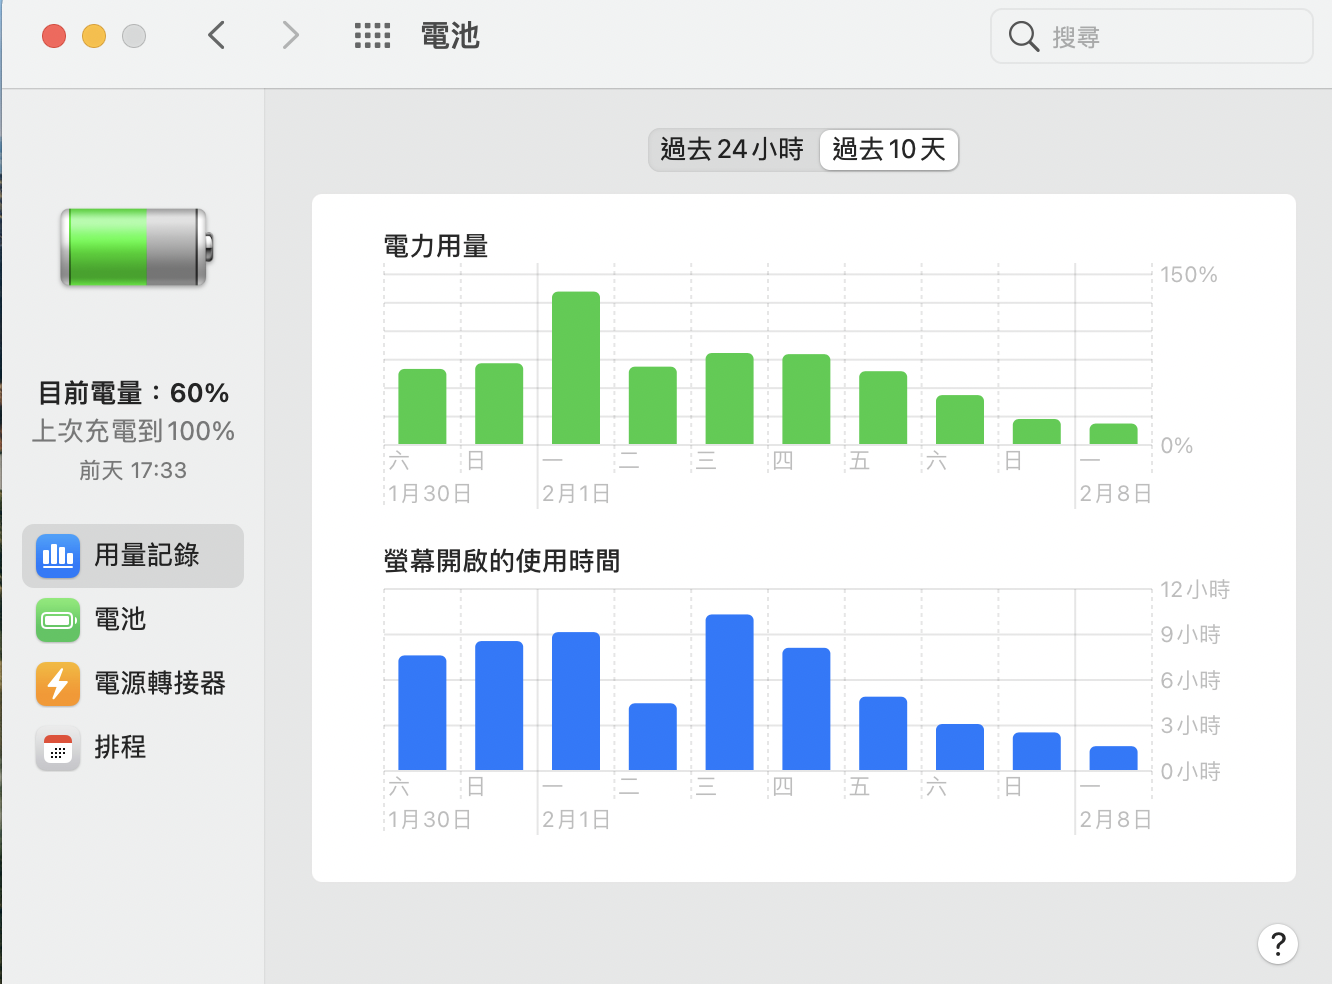 電池
搜尋
過去24小時
過去10天
目前電量：60%
上次充電到100%
前天 17:33
用量記錄
電池
電源轉接器
排程
電力用量
150%
0%
六 日 一 二 三 四 五 六 日 一
1月30日 2月1日 2月8日
螢幕開啟的使用時間
12小時
9小時
6小時
3小時
0小時
六 日 一 二 三 四 五 六 日 一
1月30日 2月1日 2月8日
?